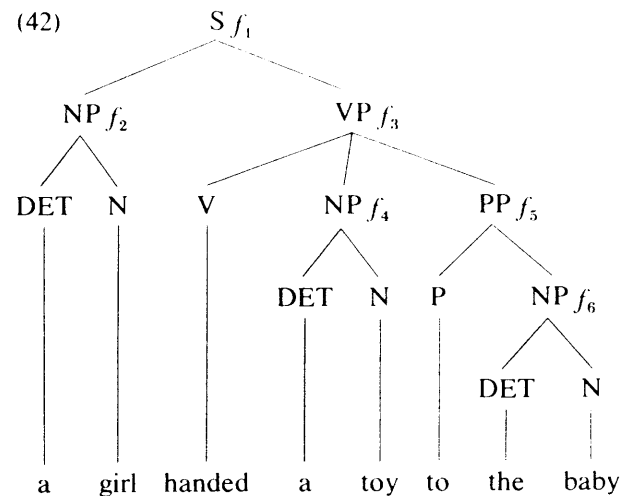 (42) S f₁
NP f₂ VP f₃
DET N V NP f₄ PP f₅
DET N P NP f₆
DET N
a girl handed a toy to the baby